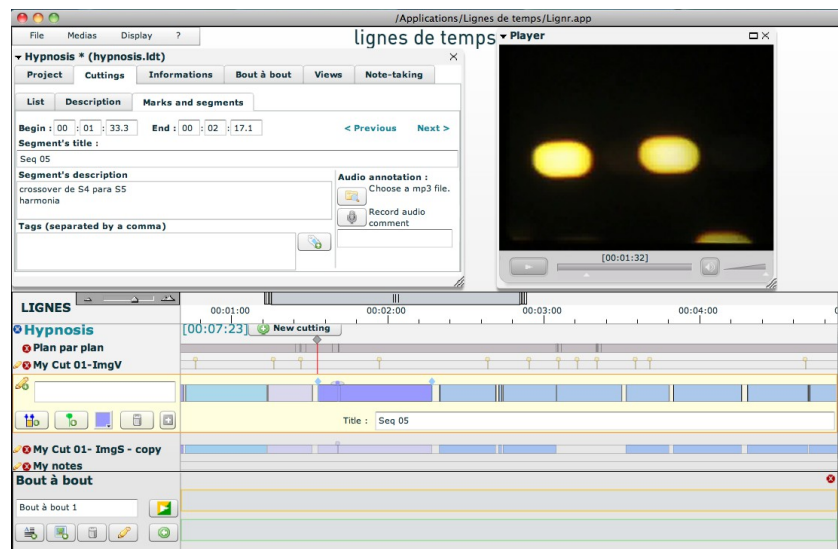 /Applications/Lignes de temps/Lignr.app
File Medias Display ?
lignes de temps
Player
Hypnosis * (hypnosis.ldt)
Project Cuttings Informations Bout à bout Views Note-taking
List Description Marks and segments
Begin : 00 : 01 : 33.3 End : 00 : 02 : 17.1 < Previous Next >
Segment's title :
Seq 05
Segment's description
crossover de S4 para S5
harmonia
Audio annotation :
Choose a mp3 file.
Record audio
comment
Tags (separated by a comma)
[00:01:32]
LIGNES
00:01:00 00:02:00 00:03:00 00:04:00
Hypnosis
[00:07:23] New cutting
Plan par plan
My Cut 01-ImgV
Title : Seq 05
My Cut 01- ImgS - copy
My notes
Bout à bout
Bout à bout 1